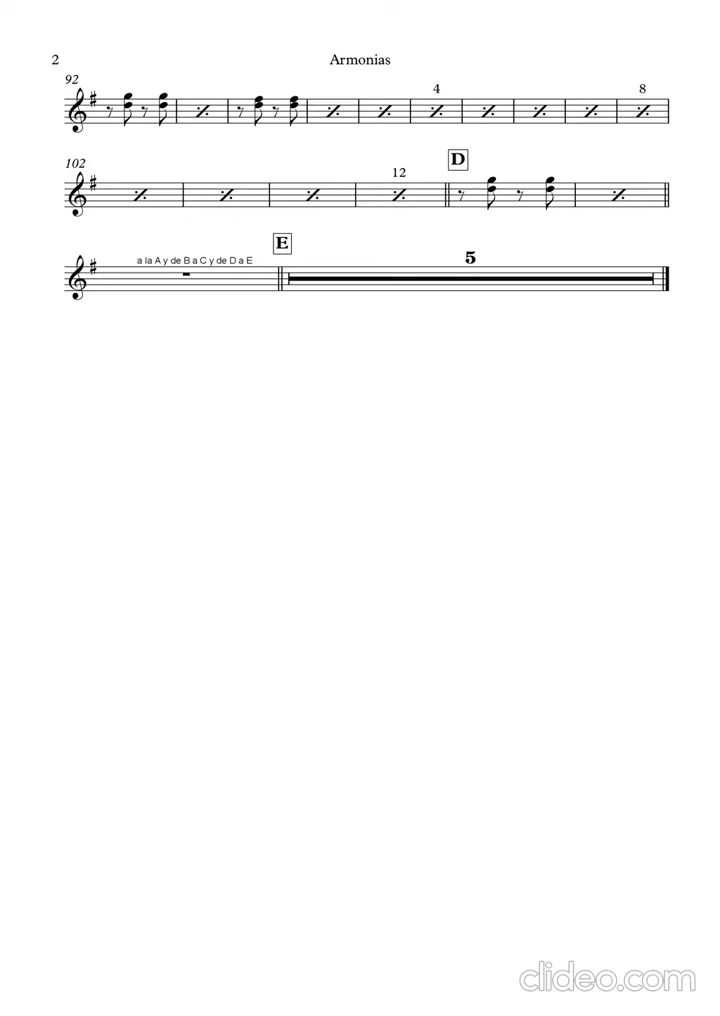 2
Armonias
92
4
8
102
12
D
a la A y de B a C y de D a E
E
5
clideo.com